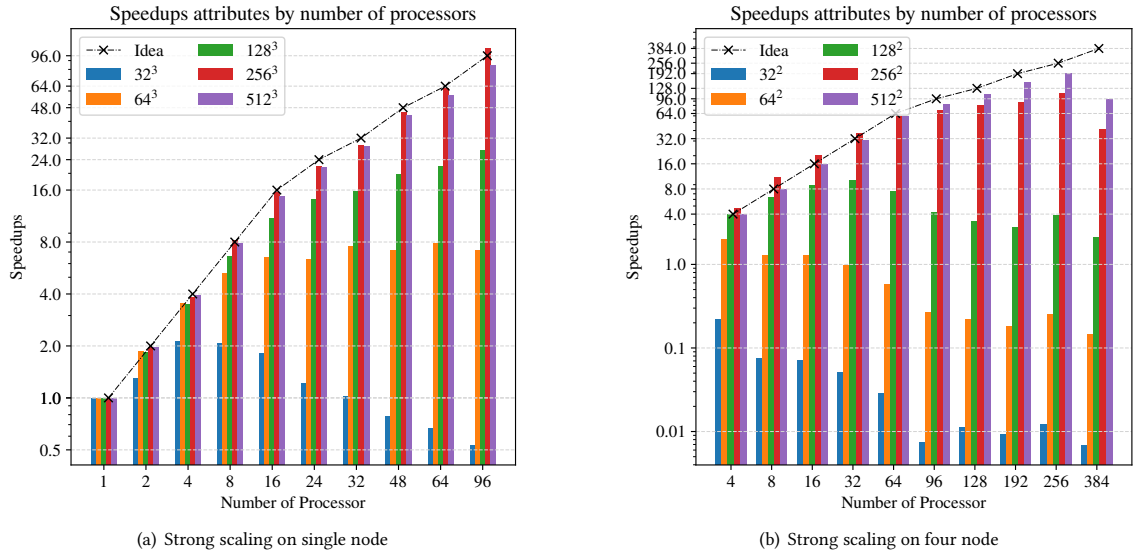 Speedups attributes by number of processors
Idea
32³
64³
128³
256³
512³
96.0
64.0
48.0
32.0
24.0
16.0
8.0
4.0
2.0
1.0
0.5
Speedups
1 2 4 8 16 24 32 48 64 96
Number of Processor
(a) Strong scaling on single node
Speedups attributes by number of processors
Idea
32²
64²
128²
256²
512²
384.0
256.0
192.0
128.0
96.0
64.0
32.0
16.0
8.0
4.0
1.0
0.1
0.01
Speedups
4 8 16 32 64 96 128 192 256 384
Number of Processor
(b) Strong scaling on four node